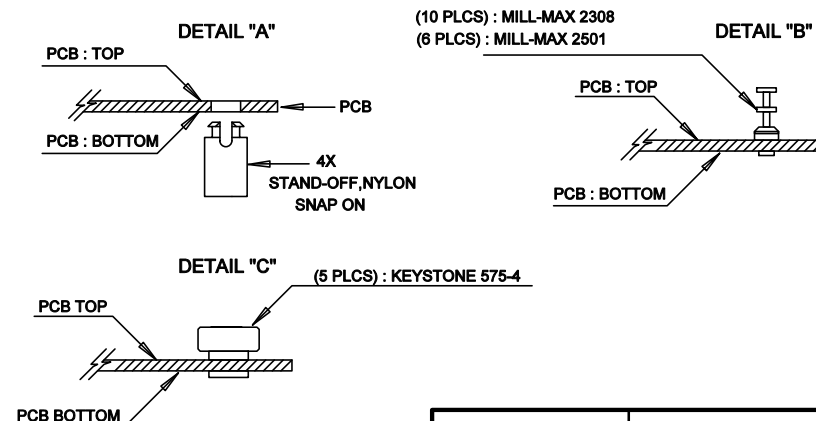 DETAIL "A"
PCB : TOP
PCB
PCB : BOTTOM
4X
STAND-OFF,NYLON
SNAP ON
(10 PLCS) : MILL-MAX 2308
(6 PLCS) : MILL-MAX 2501
DETAIL "B"
PCB : TOP
PCB : BOTTOM
DETAIL "C"
(5 PLCS) : KEYSTONE 575-4
PCB TOP
PCB BOTTOM